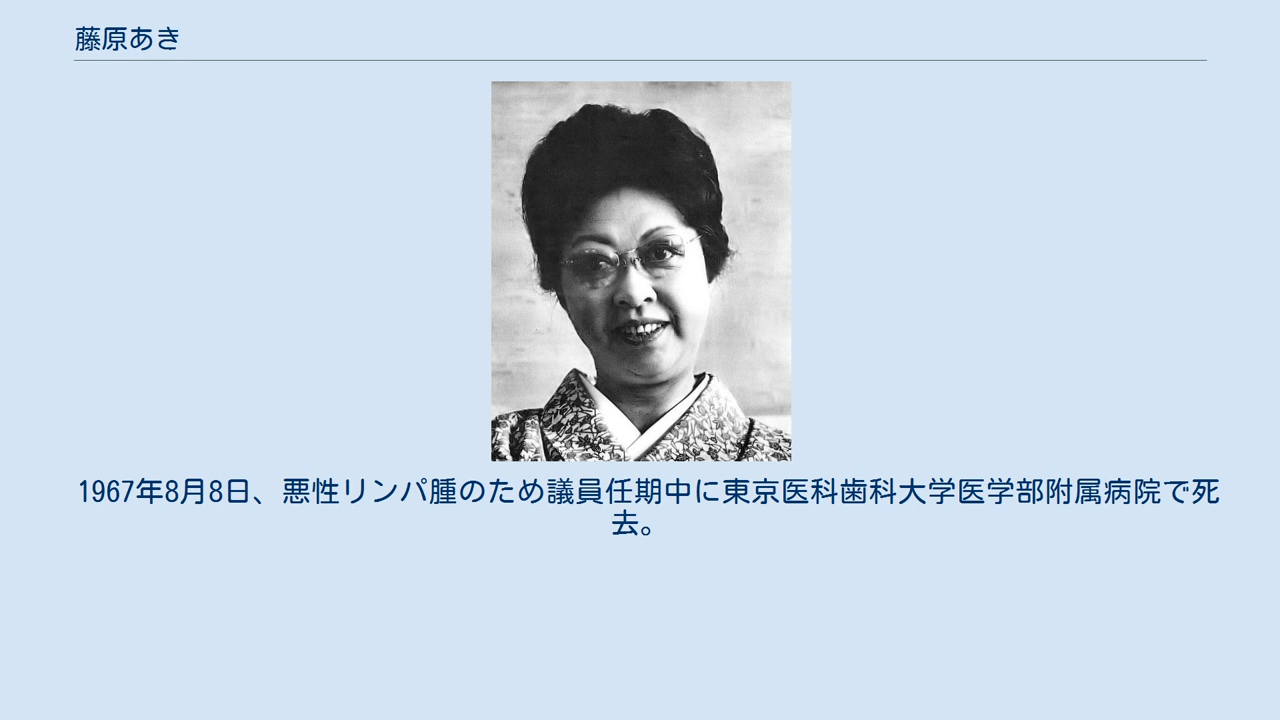 藤原あき
1967年8月8日、悪性リンパ腫のため議員任期中に東京医科歯科大学医学部附属病院で死
去。